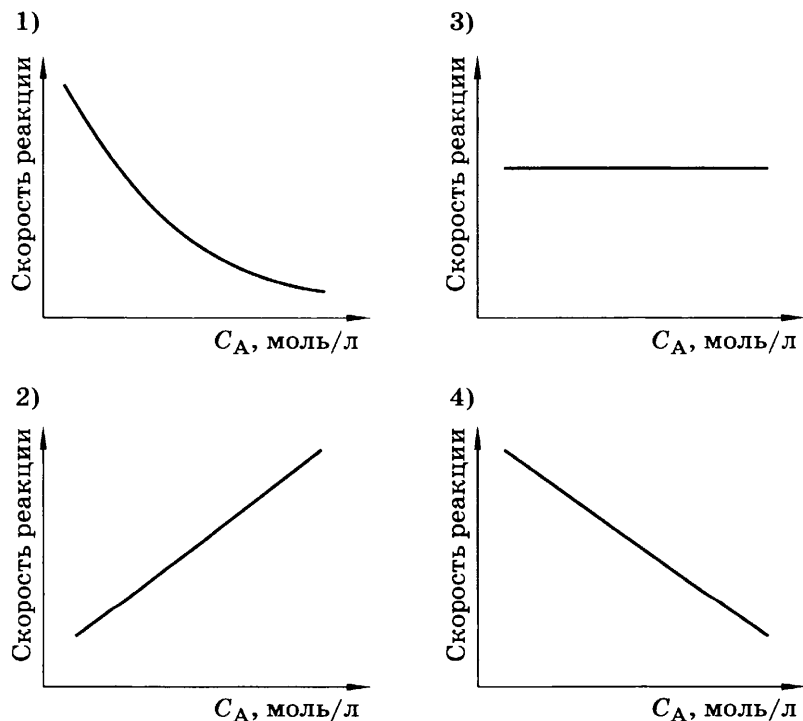 1)
Скорость реакции
C_A, моль/л
3)
Скорость реакции
C_A, моль/л
2)
Скорость реакции
C_A, моль/л
4)
Скорость реакции
C_A, моль/л